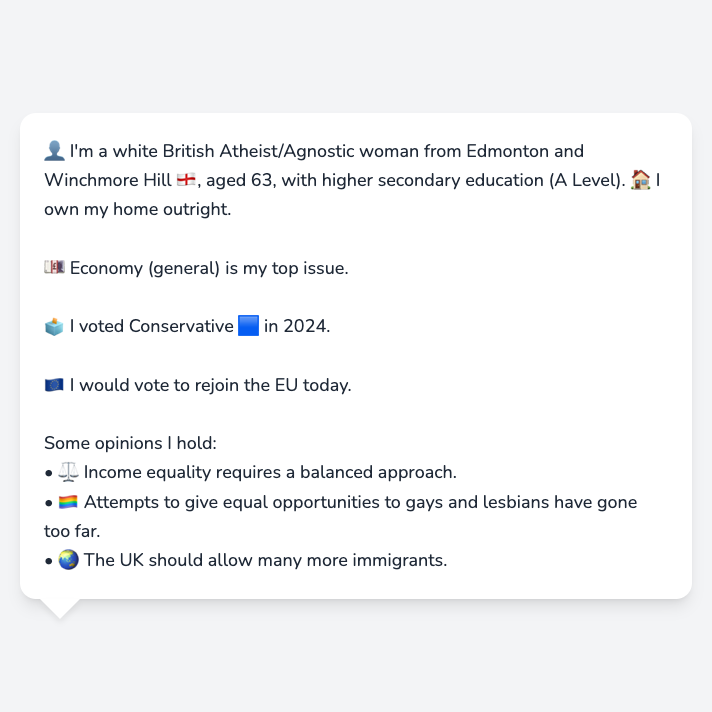 👤 I'm a white British Atheist/Agnostic woman from Edmonton and
Winchmore Hill 🏴󠁧󠁢󠁥󠁮󠁧󠁿, aged 63, with higher secondary education (A Level). 🏠 I
own my home outright.
💷 Economy (general) is my top issue.
🗳️ I voted Conservative 🟦 in 2024.
🇪🇺 I would vote to rejoin the EU today.
Some opinions I hold:
• ⚖️ Income equality requires a balanced approach.
• 🏳️‍🌈 Attempts to give equal opportunities to gays and lesbians have gone
too far.
• 🌏 The UK should allow many more immigrants.